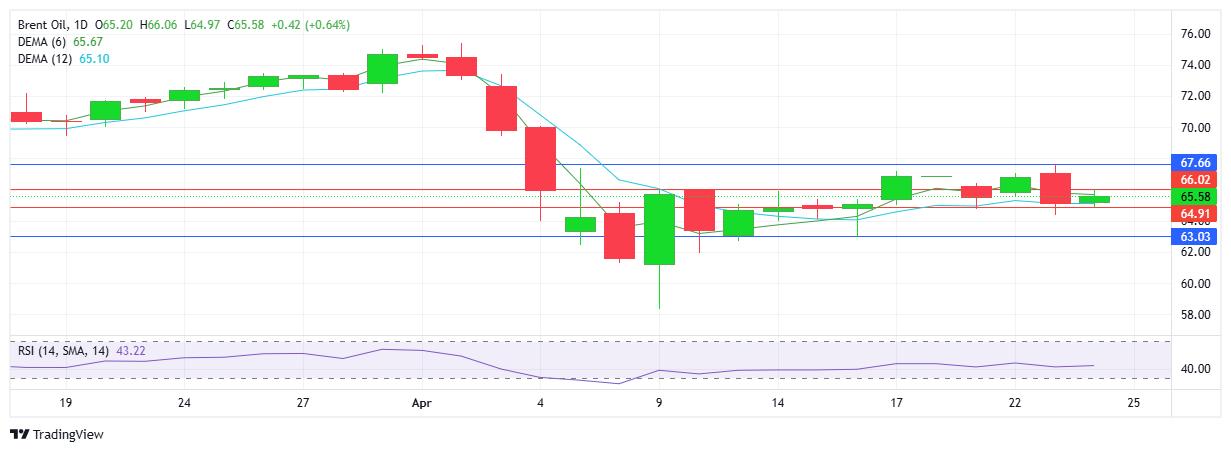 Brent Oil, 1D O65.20 H66.06 L64.97 C65.58 +0.42 (+0.64%)
DEMA (6) 65.67
DEMA (12) 65.10
76.00
74.00
72.00
70.00
67.66
66.02
65.58
64.91
64.00
63.03
62.00
60.00
58.00
RSI (14, SMA, 14) 43.22
40.00
19 24 27 Apr 4 9 14 17 22 25
TradingView